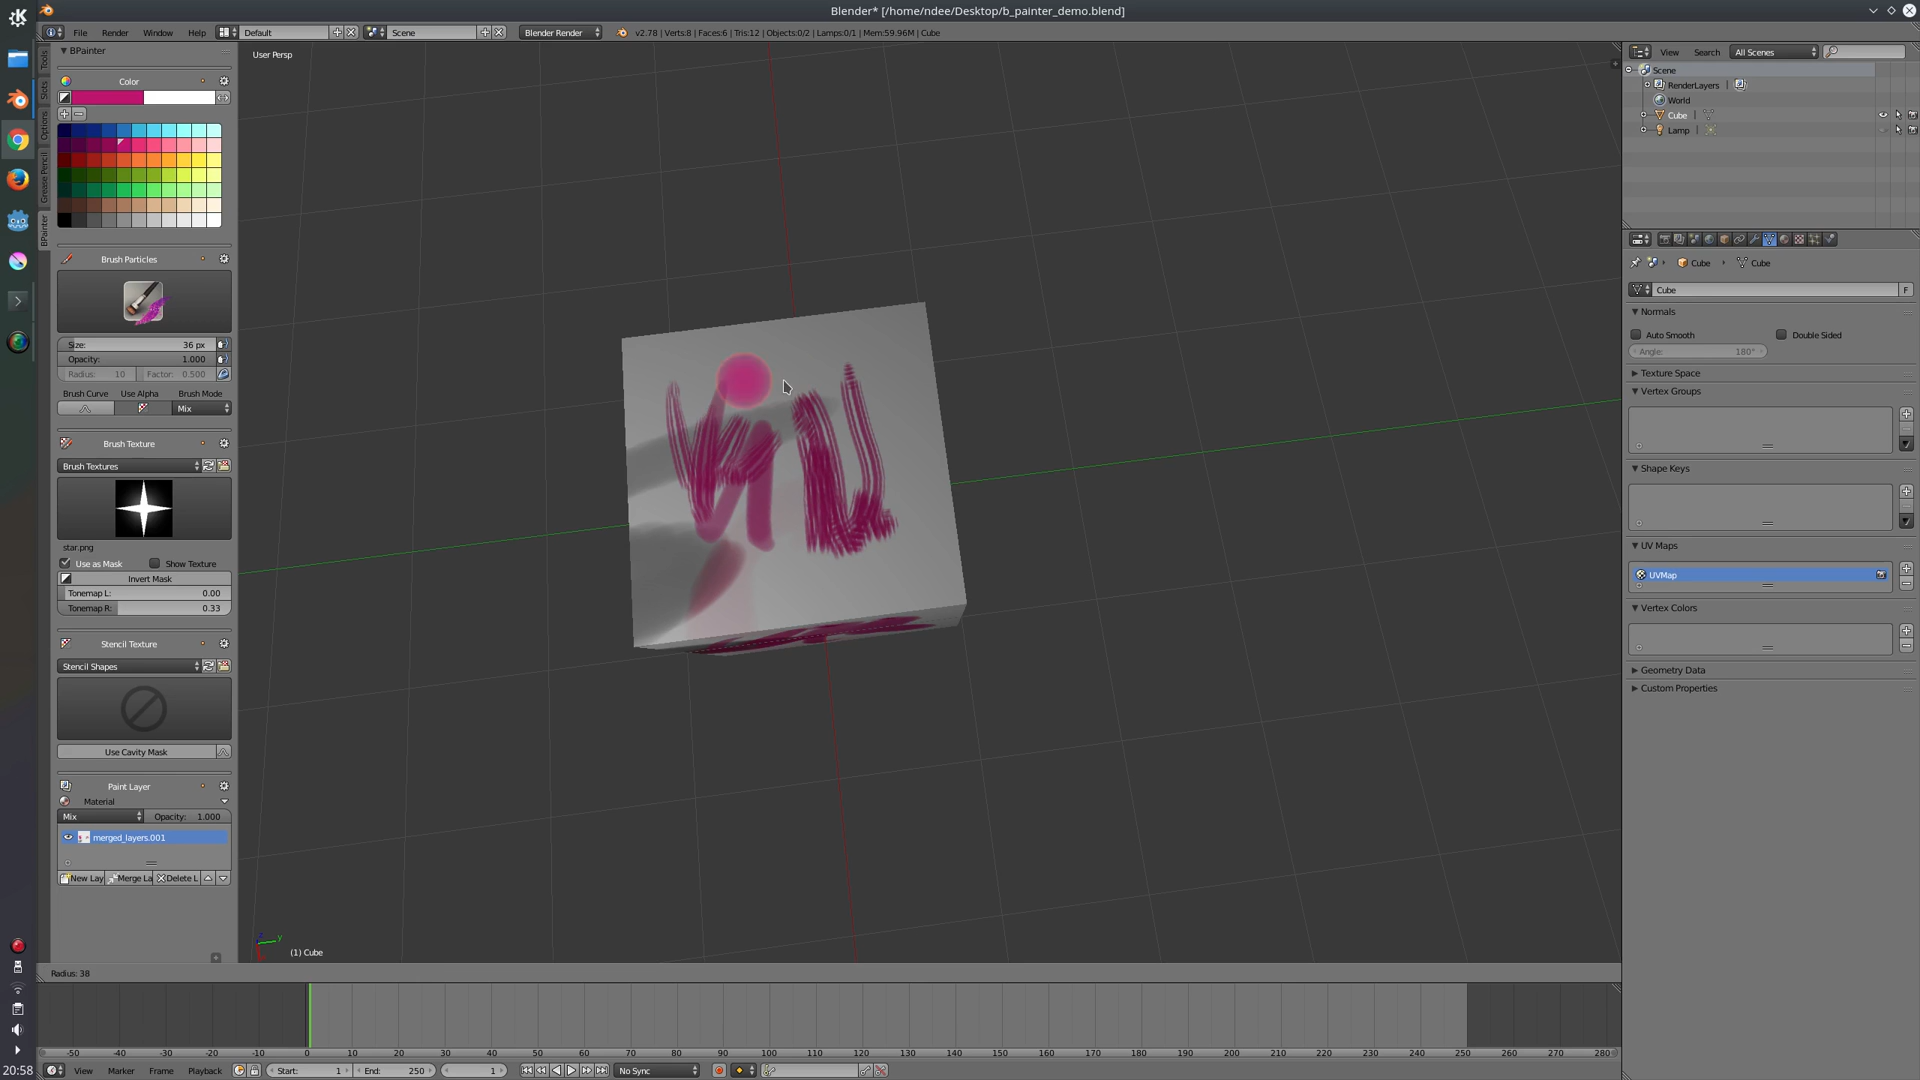 Blender* [/home/ndee/Desktop/b_painter_demo.blend]
File Render Window Help Default Scene Blender Render v2.78 | Verts:8 | Faces:6 | Tris:12 | Objects:0/2 | Lamps:0/1 | Mem:59.96M | Cube
Tools
Slots
Options
Grease Pencil
BPainter
BPainter
Color
Brush Particles
Size: 36 px
Opacity: 1.000
Radius: 10 Factor: 0.500
Brush Curve Use Alpha Brush Mode
Mix
Brush Texture
Brush Textures
star.png
Use as Mask Show Texture
Invert Mask
Tonemap L: 0.00
Tonemap R: 0.33
Stencil Texture
Stencil Shapes
Use Cavity Mask
Paint Layer
Material
Mix Opacity: 1.000
merged_layers.001
New Lay Merge La Delete L
User Persp
(1) Cube
Radius: 38
View Search All Scenes
Scene
RenderLayers
World
Cube
Lamp
Cube Cube
Cube F
Normals
Auto Smooth Double Sided
Angle: 180°
Texture Space
Vertex Groups
Shape Keys
UV Maps
UVMap
Vertex Colors
Geometry Data
Custom Properties
-50 -40 -30 -20 -10 0 10 20 30 40 50 60 70 80 90 100 110 120 130 140 150 160 170 180 190 200 210 220 230 240 250 260 270 280
View Marker Frame Playback Start: 1 End: 250 1 No Sync
20:58